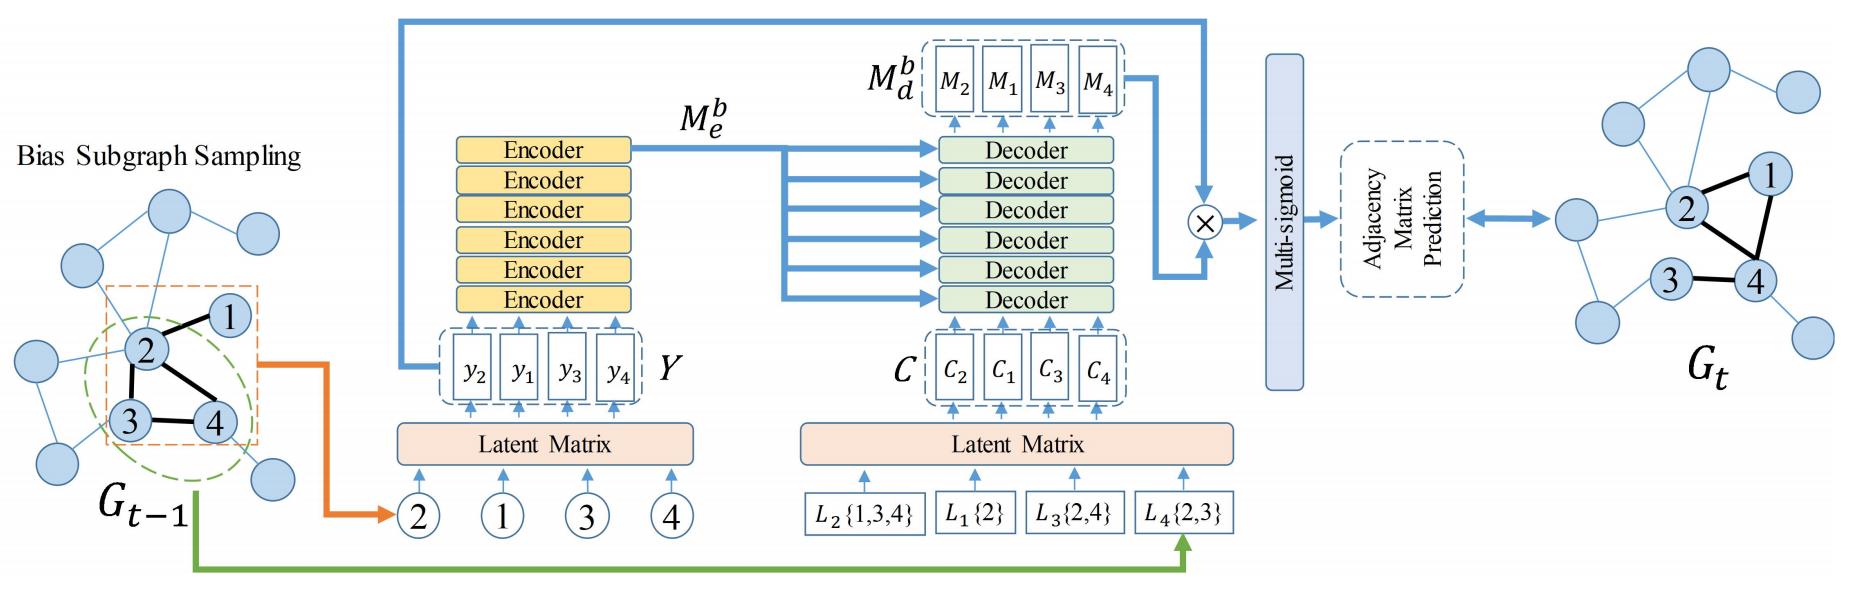 Bias Subgraph Sampling
1
2
3
4
G_{t-1}
M_e^b
Encoder
Encoder
Encoder
Encoder
Encoder
Encoder
y_2 y_1 y_3 y_4 Y
Latent Matrix
2 1 3 4
M_d^b M_2 M_1 M_3 M_4
Decoder
Decoder
Decoder
Decoder
Decoder
Decoder
C C_2 C_1 C_3 C_4
Latent Matrix
L_2{1,3,4} L_1{2} L_3{2,4} L_4{2,3}
×
Multi-sigmoid
Adjacency
Matrix
Prediction
1
2
3
4
G_t